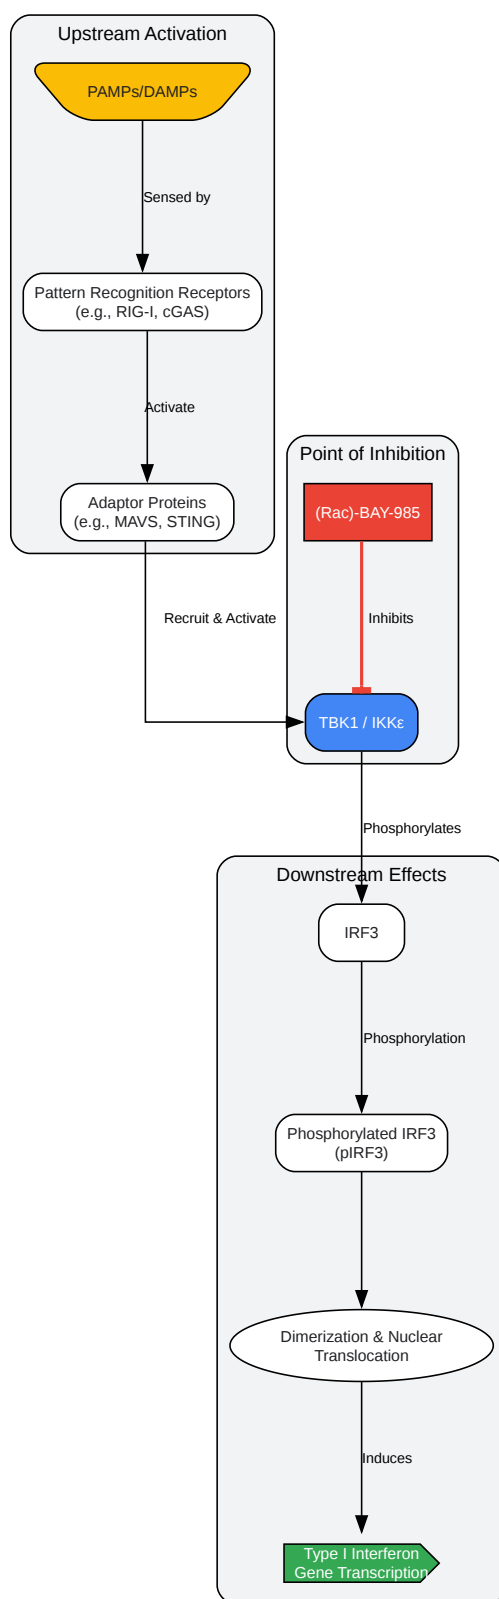 Upstream Activation
PAMPs/DAMPs
Sensed by
Pattern Recognition Receptors
(e.g., RIG-I, cGAS)
Activate
Adaptor Proteins
(e.g., MAVS, STING)
Recruit & Activate
Point of Inhibition
(Rac)-BAY-985
Inhibits
TBK1 / IKKε
Phosphorylates
Downstream Effects
IRF3
Phosphorylation
Phosphorylated IRF3
(pIRF3)
Dimerization & Nuclear
Translocation
Induces
Type I Interferon
Gene Transcription